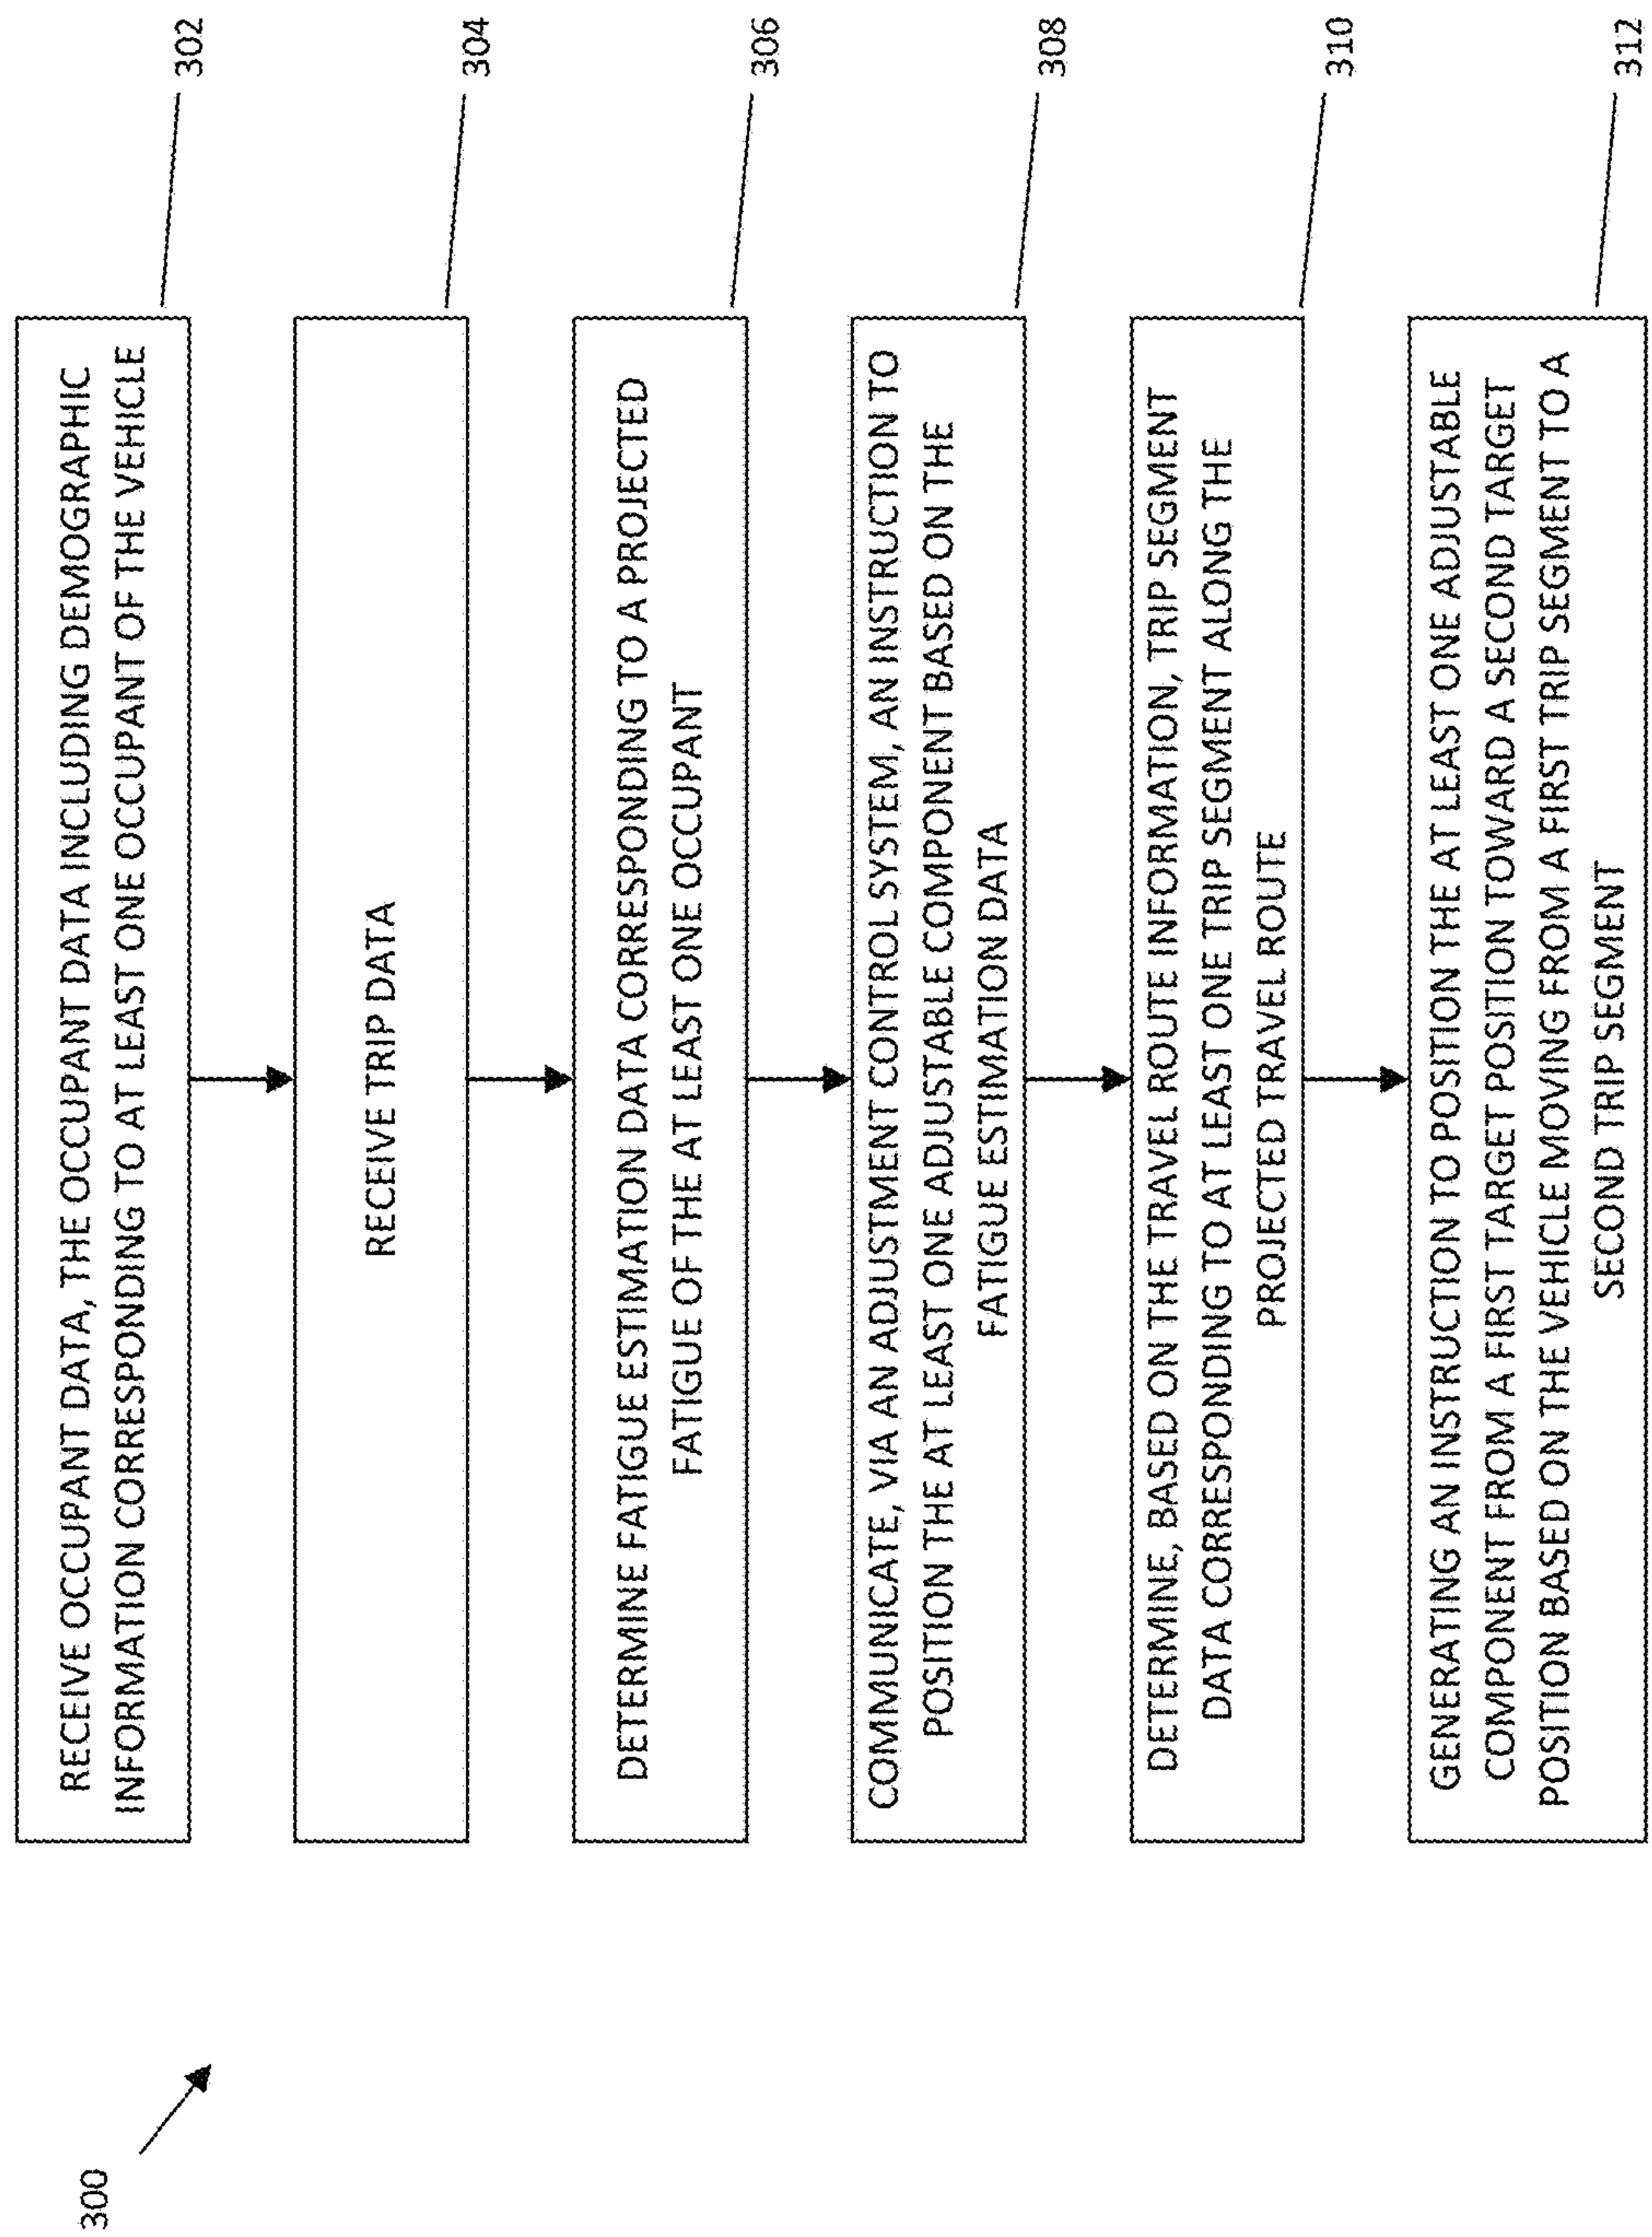 300
RECEIVE OCCUPANT DATA, THE OCCUPANT DATA INCLUDING DEMOGRAPHIC
INFORMATION CORRESPONDING TO AT LEAST ONE OCCUPANT OF THE VEHICLE
302
RECEIVE TRIP DATA
304
DETERMINE FATIGUE ESTIMATION DATA CORRESPONDING TO A PROJECTED
FATIGUE OF THE AT LEAST ONE OCCUPANT
306
COMMUNICATE, VIA AN ADJUSTMENT CONTROL SYSTEM, AN INSTRUCTION TO
POSITION THE AT LEAST ONE ADJUSTABLE COMPONENT BASED ON THE
FATIGUE ESTIMATION DATA
308
DETERMINE, BASED ON THE TRAVEL ROUTE INFORMATION, TRIP SEGMENT
DATA CORRESPONDING TO AT LEAST ONE TRIP SEGMENT ALONG THE
PROJECTED TRAVEL ROUTE
310
GENERATING AN INSTRUCTION TO POSITION THE AT LEAST ONE ADJUSTABLE
COMPONENT FROM A FIRST TARGET POSITION TOWARD A SECOND TARGET
POSITION BASED ON THE VEHICLE MOVING FROM A FIRST TRIP SEGMENT TO A
SECOND TRIP SEGMENT
312